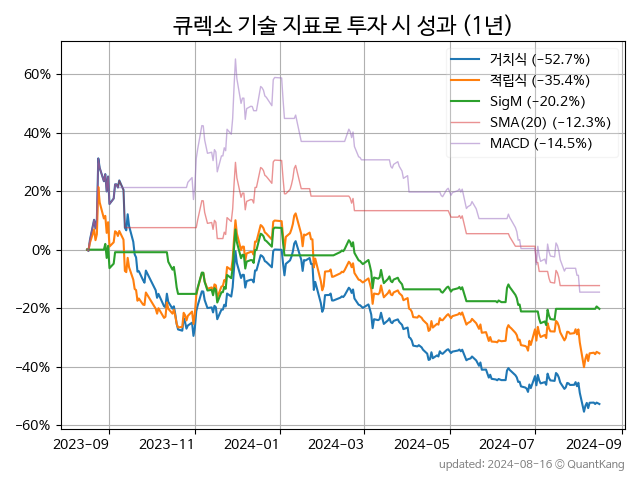 큐렉소 기술 지표로 투자 시 성과 (1년)
거치식 (−52.7%)
적립식 (−35.4%)
SigM (−20.2%)
SMA(20) (−12.3%)
MACD (−14.5%)
60%
40%
20%
0%
−20%
−40%
−60%
2023-09 2023-11 2024-01 2024-03 2024-05 2024-07 2024-09
updated: 2024-08-16 © QuantKang